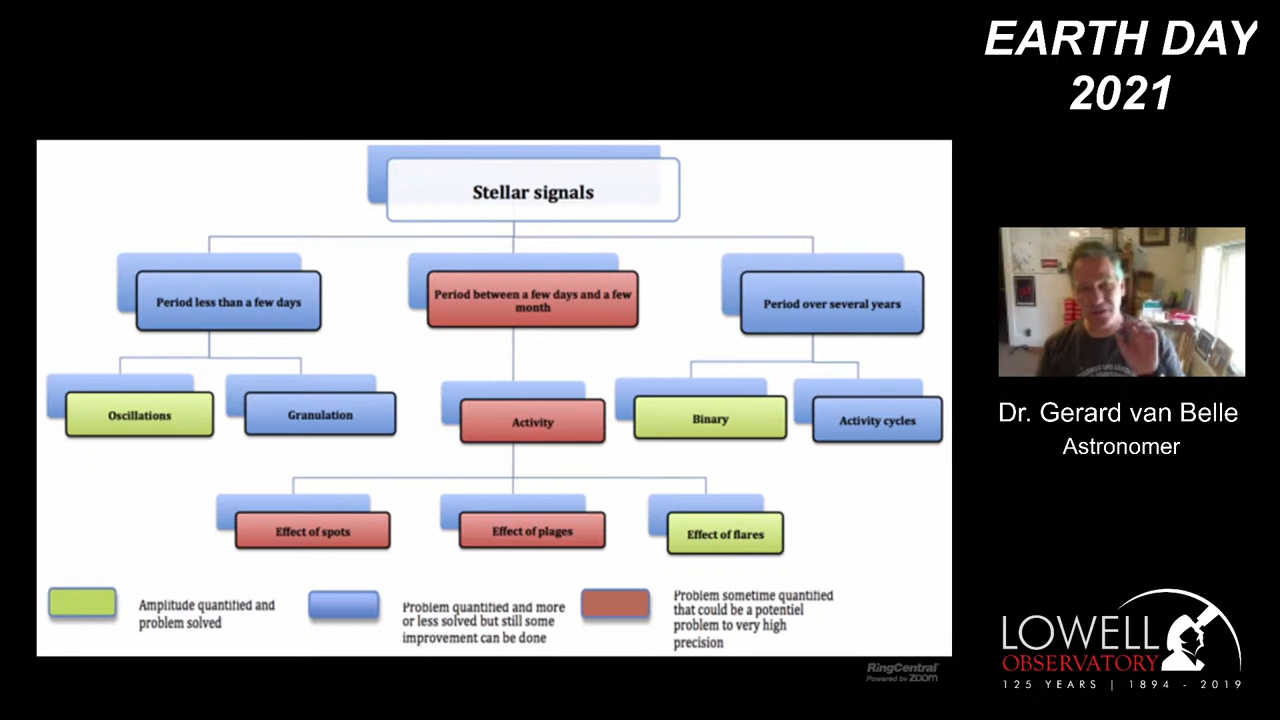 EARTH DAY
2021
Stellar signals
Period less than a few days
Period between a few days and a few
month
Period over several years
Oscillations
Granulation
Activity
Binary
Activity cycles
Effect of spots
Effect of plages
Effect of flares
Amplitude quantified and
problem solved
Problem quantified and more
or less solved but still some
improvement can be done
Problem sometime quantified
that could be a potentiel
problem to very high
precision
RingCentral
Powered by zoom
Dr. Gerard van Belle
Astronomer
LOWELL
OBSERVATORY
125 YEARS | 1894 - 2019